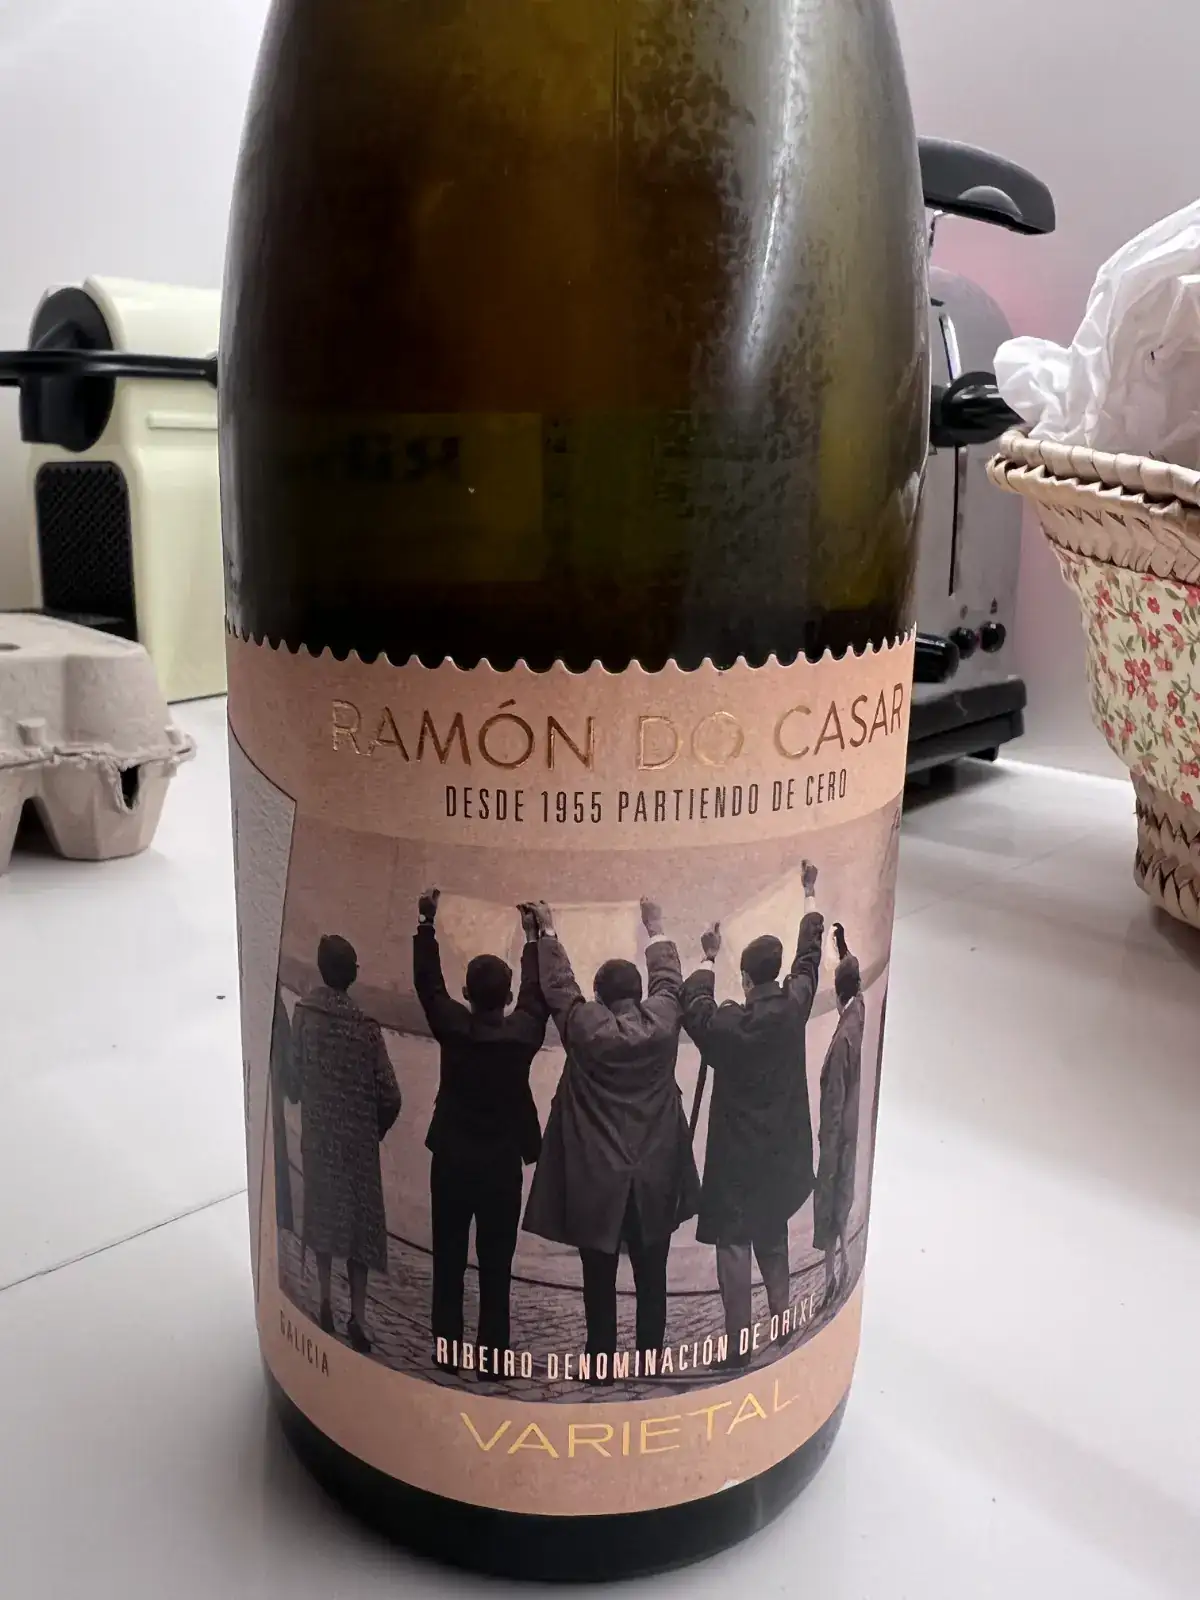 RAMÓN DO CASAR
DESDE 1955 PARTIENDO DE CERO
GALICIA
RIBEIRO DENOMINACIÓN DE ORIXE
VARIETAL